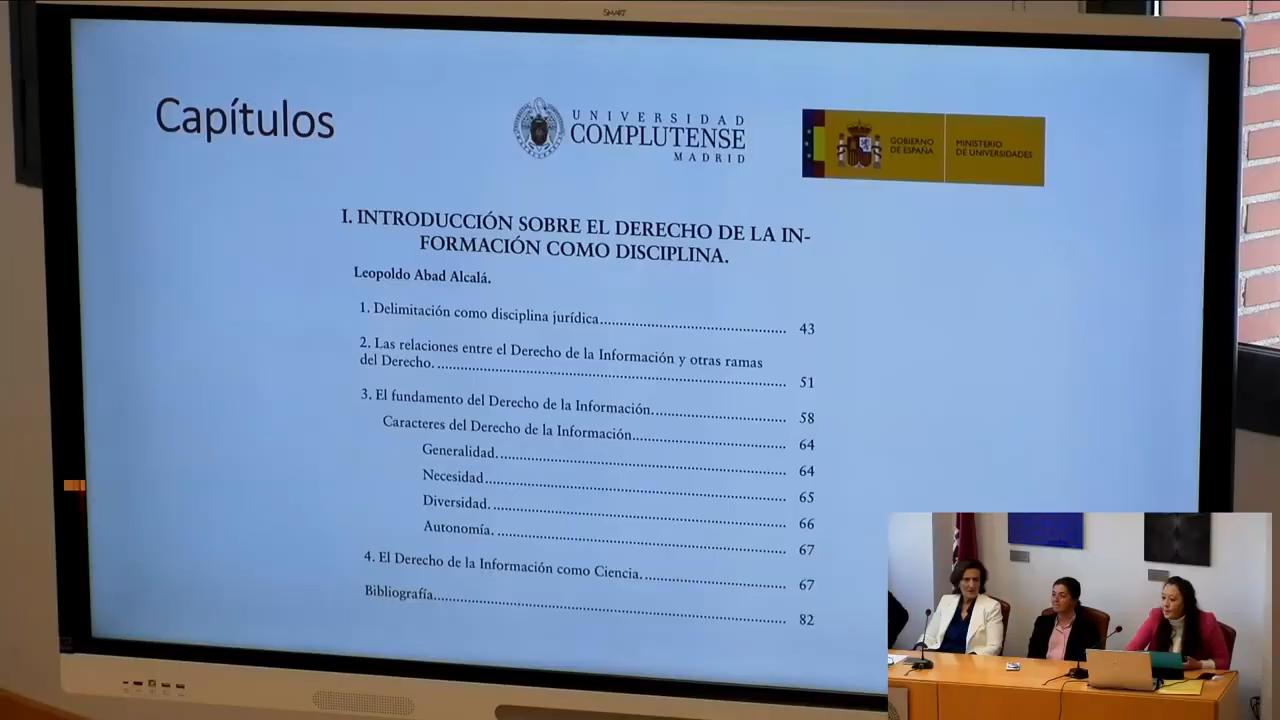 SMART
Capítulos
UNIVERSIDAD
COMPLUTENSE
MADRID
GOBIERNO
DE ESPAÑA
MINISTERIO
DE UNIVERSIDADES
I. INTRODUCCIÓN SOBRE EL DERECHO DE LA IN-
FORMACIÓN COMO DISCIPLINA.
Leopoldo Abad Alcalá.
1. Delimitación como disciplina jurídica 43
2. Las relaciones entre el Derecho de la Información y otras ramas
del Derecho. 51
3. El fundamento del Derecho de la Información. 58
Caracteres del Derecho de la Información. 64
Generalidad. 64
Necesidad 65
Diversidad. 66
Autonomía. 67
4. El Derecho de la Información como Ciencia. 67
Bibliografía. 82